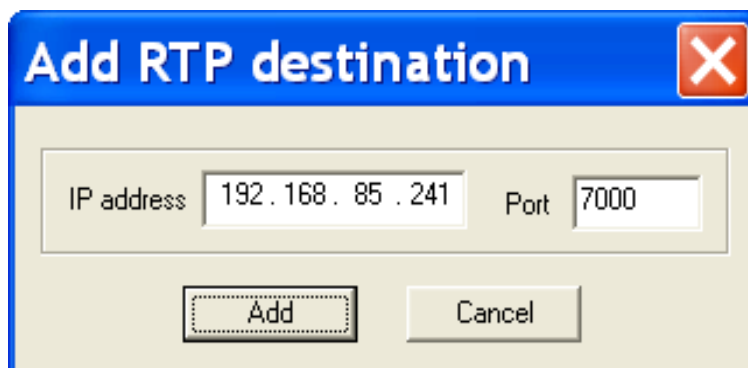 Add RTP destination
IP address 192 . 168 . 85 . 241 Port 7000
Add Cancel